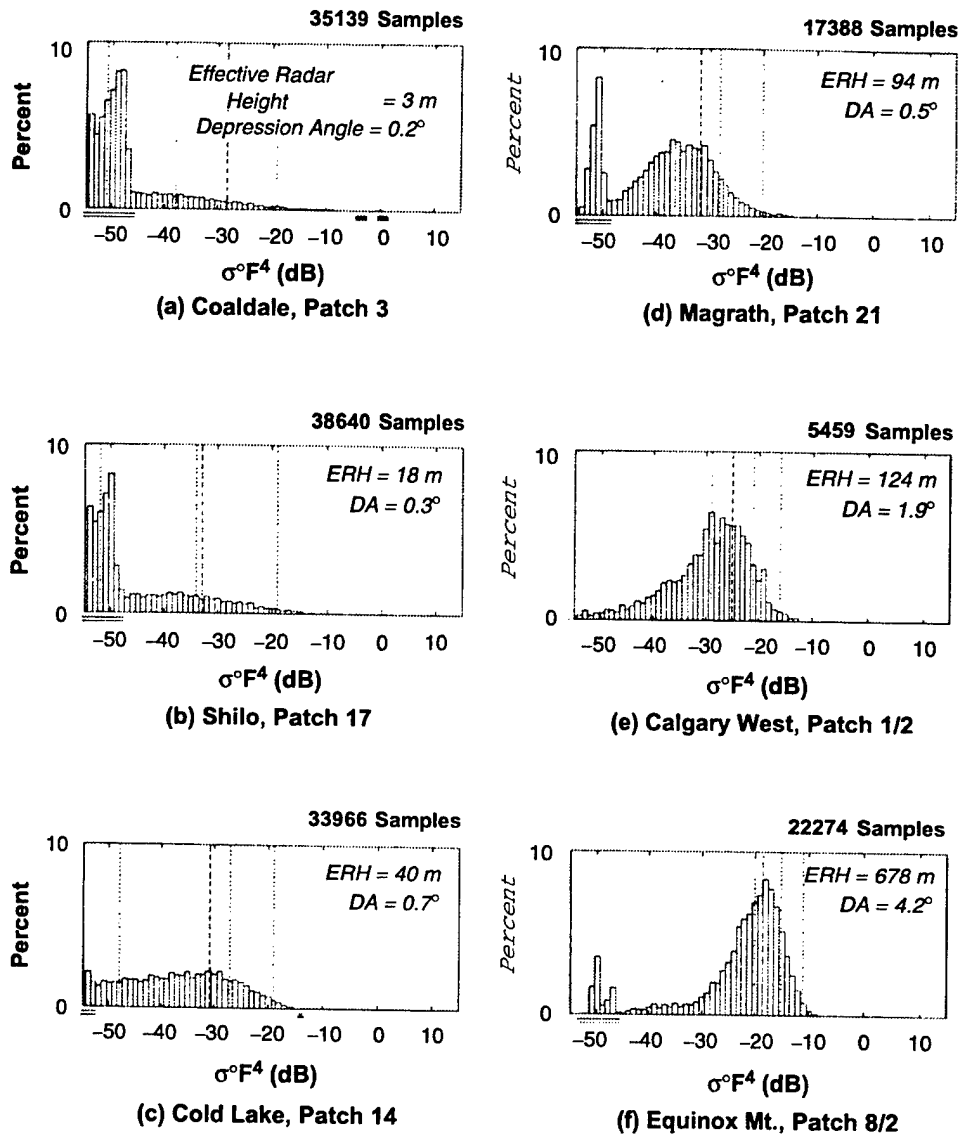 35139 Samples
10
Effective Radar
Height = 3 m
Depression Angle = 0.2°
Percent
0
−50 −40 −30 −20 −10 0 10
σ°F⁴ (dB)
(a) Coaldale, Patch 3
38640 Samples
10
ERH = 18 m
DA = 0.3°
Percent
0
−50 −40 −30 −20 −10 0 10
σ°F⁴ (dB)
(b) Shilo, Patch 17
33966 Samples
10
ERH = 40 m
DA = 0.7°
Percent
0
−50 −40 −30 −20 −10 0 10
σ°F⁴ (dB)
(c) Cold Lake, Patch 14
17388 Samples
10
ERH = 94 m
DA = 0.5°
Percent
0
−50 −40 −30 −20 −10 0 10
σ°F⁴ (dB)
(d) Magrath, Patch 21
5459 Samples
10
ERH = 124 m
DA = 1.9°
Percent
0
−50 −40 −30 −20 −10 0 10
σ°F⁴ (dB)
(e) Calgary West, Patch 1/2
22274 Samples
10
ERH = 678 m
DA = 4.2°
Percent
0
−50 −40 −30 −20 −10 0 10
σ°F⁴ (dB)
(f) Equinox Mt., Patch 8/2